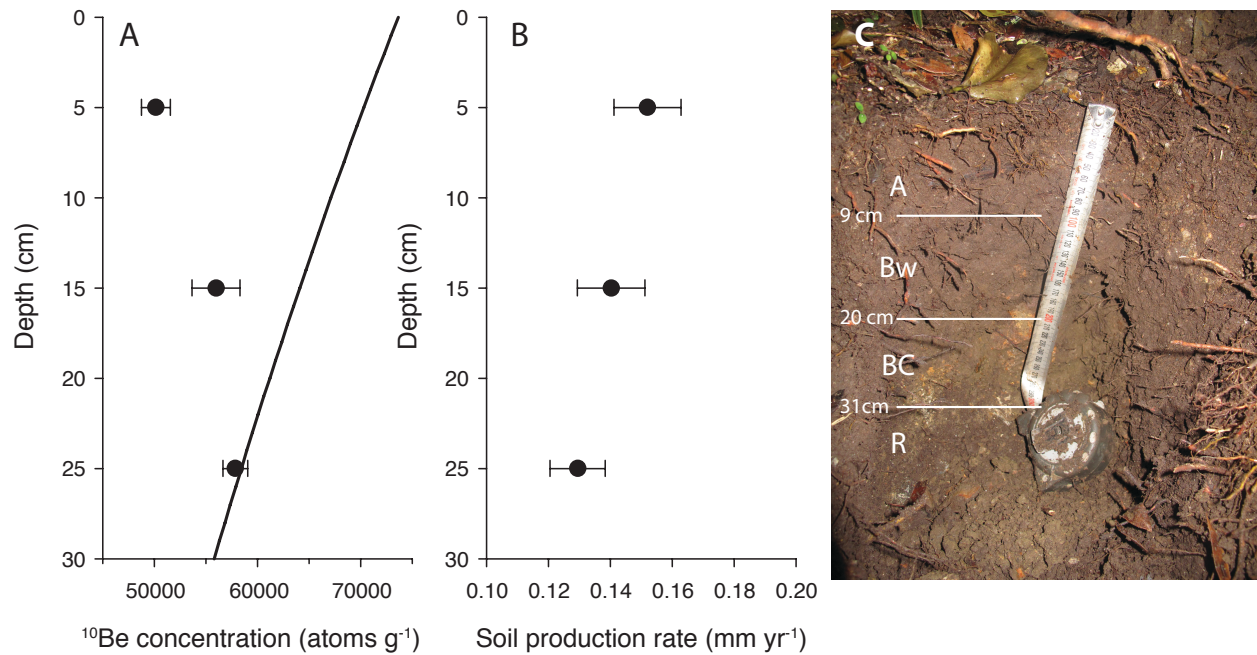 A
0
5
10
15
20
25
30
Depth (cm)
50000 60000 70000
¹⁰Be concentration (atoms g⁻¹)
B
0
5
10
15
20
25
30
Depth (cm)
0.10 0.12 0.14 0.16 0.18 0.20
Soil production rate (mm yr⁻¹)
C
A
9 cm
Bw
20 cm
BC
31cm
R